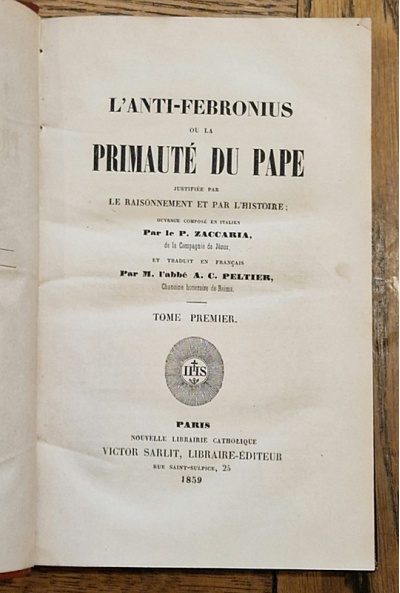 L'ANTI-FEBRONIUS
OU LA
PRIMAUTÉ DU PAPE
JUSTIFIÉE PAR
LE RAISONNEMENT ET PAR L'HISTOIRE;
OUVRAGE COMPOSÉ EN ITALIEN
Par le P. ZACCARIA,
de la Compagnie de Jésus,
ET TRADUIT EN FRANÇAIS
Par M. l'abbé A. C. PELTIER,
Chanoine honoraire de Reims.
TOME PREMIER.
IHS
PARIS
NOUVELLE LIBRAIRIE CATHOLIQUE
VICTOR SARLIT, LIBRAIRE-ÉDITEUR
RUE SAINT-SULPICE, 25
1859